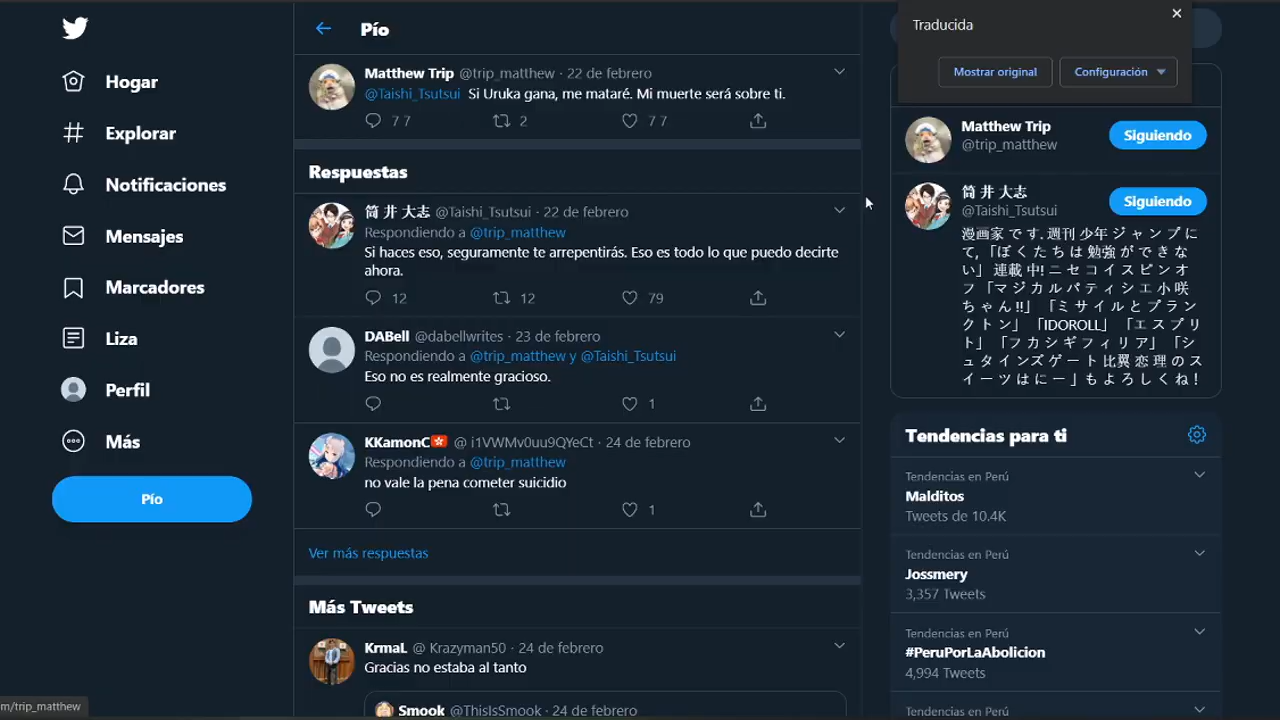 Hogar
Explorar
Notificaciones
Mensajes
Marcadores
Liza
Perfil
Más
Pío
Pío
Matthew Trip @trip_matthew · 22 de febrero
@Taishi_Tsutsui Si Uruka gana, me mataré. Mi muerte será sobre ti.
7 7
2
7 7
Respuestas
筒 井 大志 @Taishi_Tsutsui · 22 de febrero
Respondiendo a @trip_matthew
Si haces eso, seguramente te arrepentirás. Eso es todo lo que puedo decirte
ahora.
12
12
79
DABell @dabellwrites · 23 de febrero
Respondiendo a @trip_matthew y @Taishi_Tsutsui
Eso no es realmente gracioso.
1
KKamonC @ i1VWMv0uu9QYeCt · 24 de febrero
Respondiendo a @trip_matthew
no vale la pena cometer suicidio
1
Ver más respuestas
Más Tweets
KrmaL @ Krazyman50 · 24 de febrero
Gracias no estaba al tanto
Smook @ThisIsSmook · 24 de febrero
Traducida
Mostrar original
Configuración
Matthew Trip
@trip_matthew
Siguiendo
筒 井 大志
@Taishi_Tsutsui
Siguiendo
漫画家 で す. 週刊 少年 ジ ャ ン プ に
て, 「ぼ く た ち は 勉強 が で き な
い」 連載 中! ニ セ コ イ ス ピ ン オ
フ 「マ ジ カ ル パ テ ィ シ エ 小 咲
ち ゃ ん !!」 「ミ サ イ ル と プ ラ ン
ク ト ン」 「IDOROLL」 「エ ス プ リ
ト」 「フ カ シ ギ フ ィ リ ア」 「シ
ュ タ イ ン ズ ゲ ー ト 比翼 恋 理 の ス
イ ー ツ は に ー 」も よ ろ し く ね !
Tendencias para ti
Tendencias en Perú
Malditos
Tweets de 10.4K
Tendencias en Perú
Jossmery
3,357 Tweets
Tendencias en Perú
#PeruPorLaAbolicion
4,994 Tweets
Tendencias en Perú
m/trip_matthew